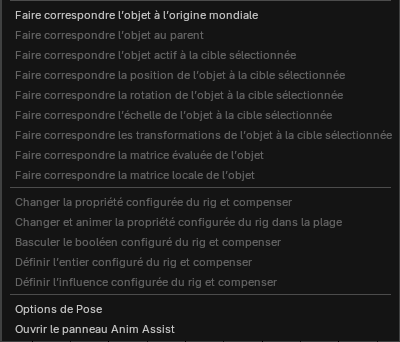 Faire correspondre l'objet à l'origine mondiale
Faire correspondre l'objet au parent
Faire correspondre l'objet actif à la cible sélectionnée
Faire correspondre la position de l'objet à la cible sélectionnée
Faire correspondre la rotation de l'objet à la cible sélectionnée
Faire correspondre l'échelle de l'objet à la cible sélectionnée
Faire correspondre les transformations de l'objet à la cible sélectionnée
Faire correspondre la matrice évaluée de l'objet
Faire correspondre la matrice locale de l'objet
Changer la propriété configurée du rig et compenser
Changer et animer la propriété configurée du rig dans la plage
Basculer le booléen configuré du rig et compenser
Définir l'entier configuré du rig et compenser
Définir l'influence configurée du rig et compenser
Options de Pose
Ouvrir le panneau Anim Assist